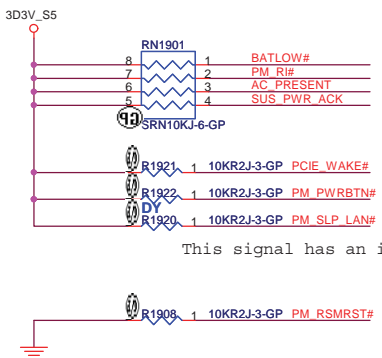 3D3V_S5
RN1901
8 1 BATLOW#
7 2 PM_RI#
6 3 AC_PRESENT
5 4 SUS_PWR_ACK
SRN10KJ-6-GP
R1921 1 10KR2J-3-GP PCIE_WAKE#
R1922 1 10KR2J-3-GP PM_PWRBTN#
DY
R1920 1 10KR2J-3-GP PM_SLP_LAN#
This signal has an i
R1908 1 10KR2J-3-GP PM_RSMRST#